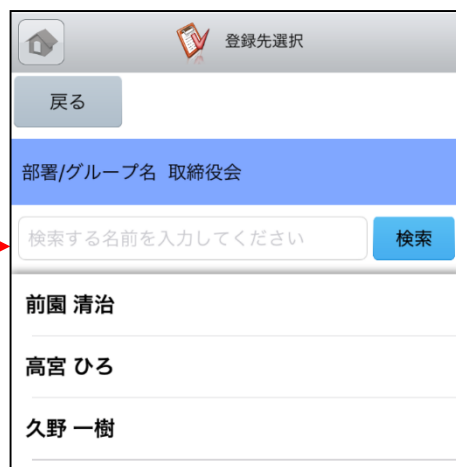 登録先選択
戻る
部署/グループ名 取締役会
検索する名前を入力してください 検索
前園 清治
高宮 ひろ
久野 一樹